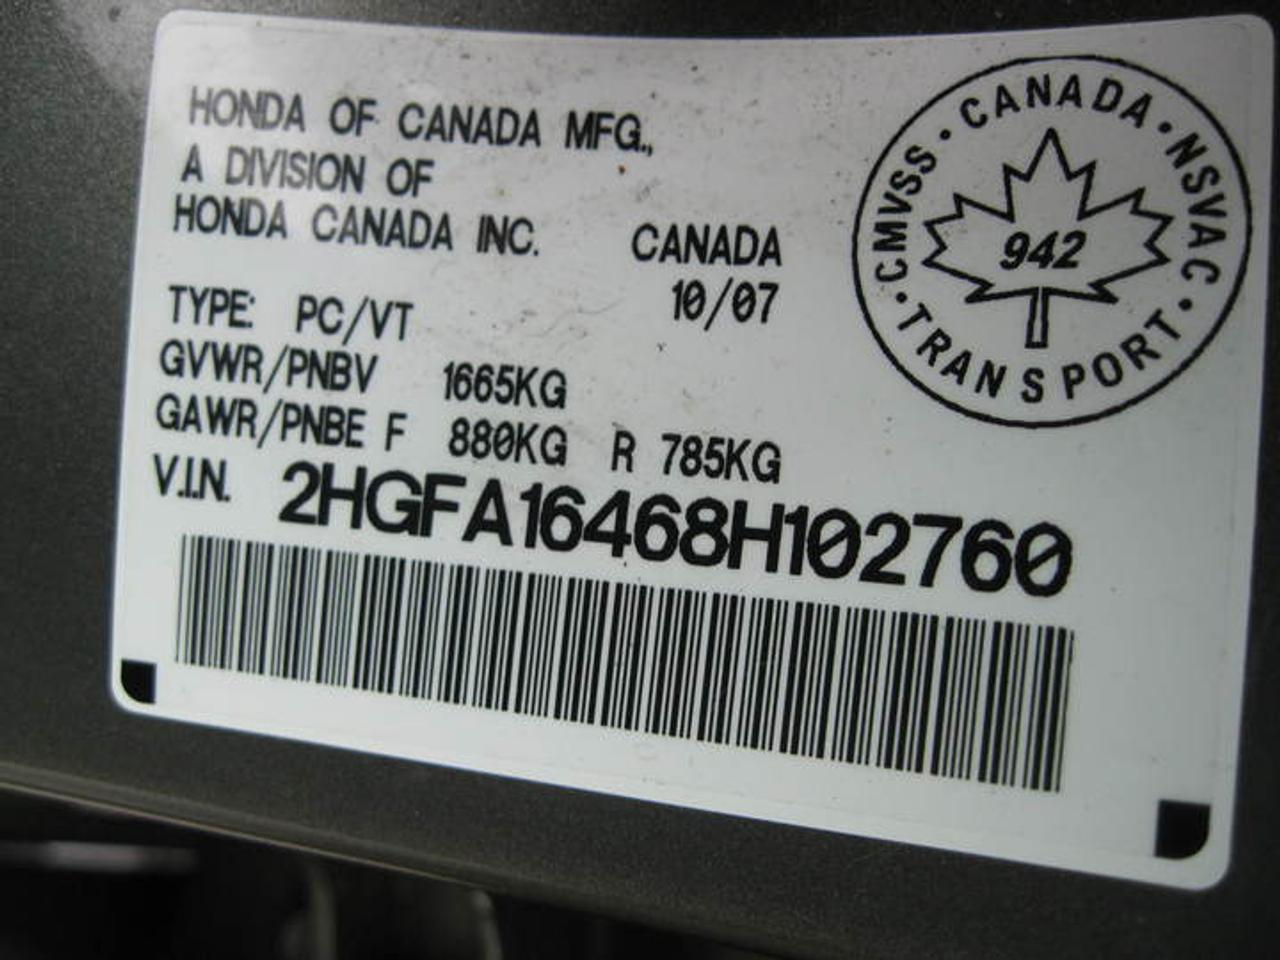 HONDA OF CANADA MFG.,
A DIVISION OF
HONDA CANADA INC. CANADA
10/07
TYPE: PC/VT
GVWR/PNBV 1665KG
GAWR/PNBE F 880KG R 785KG
V.I.N. 2HGFA16468H102760
CMVSS · CANADA · NSVAC · TRANSPORT ·
942